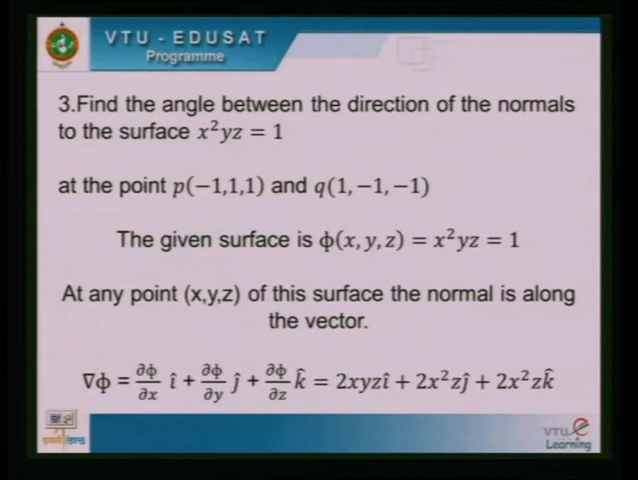 VTU - EDUSAT
Programme
3.Find the angle between the direction of the normals
to the surface x²yz = 1
at the point p(−1,1,1) and q(1,−1,−1)
The given surface is ϕ(x,y,z) = x²yz = 1
At any point (x,y,z) of this surface the normal is along
the vector.
∇ϕ = ∂ϕ/∂x î + ∂ϕ/∂y ĵ + ∂ϕ/∂z k̂ = 2xyzî + 2x²zĵ + 2x²zk̂
VTU e
Learning